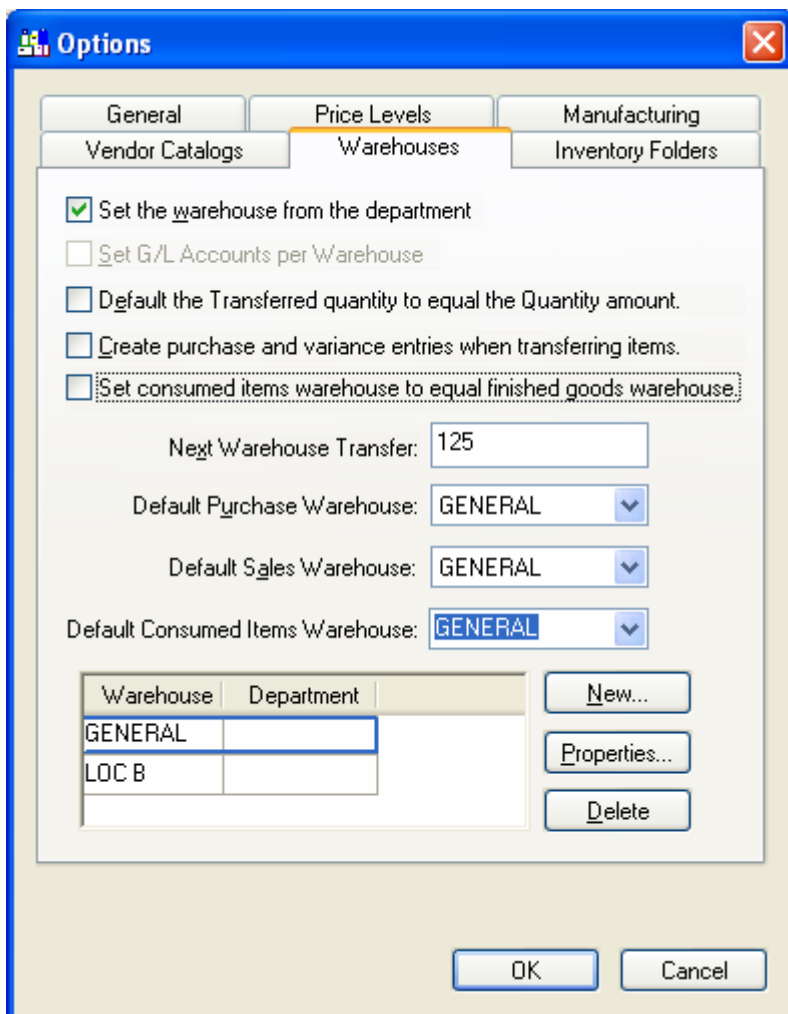 Options
General Price Levels Manufacturing
Vendor Catalogs Warehouses Inventory Folders
Set the warehouse from the department
Set G/L Accounts per Warehouse
Default the Transferred quantity to equal the Quantity amount.
Create purchase and variance entries when transferring items.
Set consumed items warehouse to equal finished goods warehouse.
Next Warehouse Transfer: 125
Default Purchase Warehouse: GENERAL
Default Sales Warehouse: GENERAL
Default Consumed Items Warehouse: GENERAL
Warehouse Department New...
GENERAL
Properties...
LOC B
Delete
OK Cancel